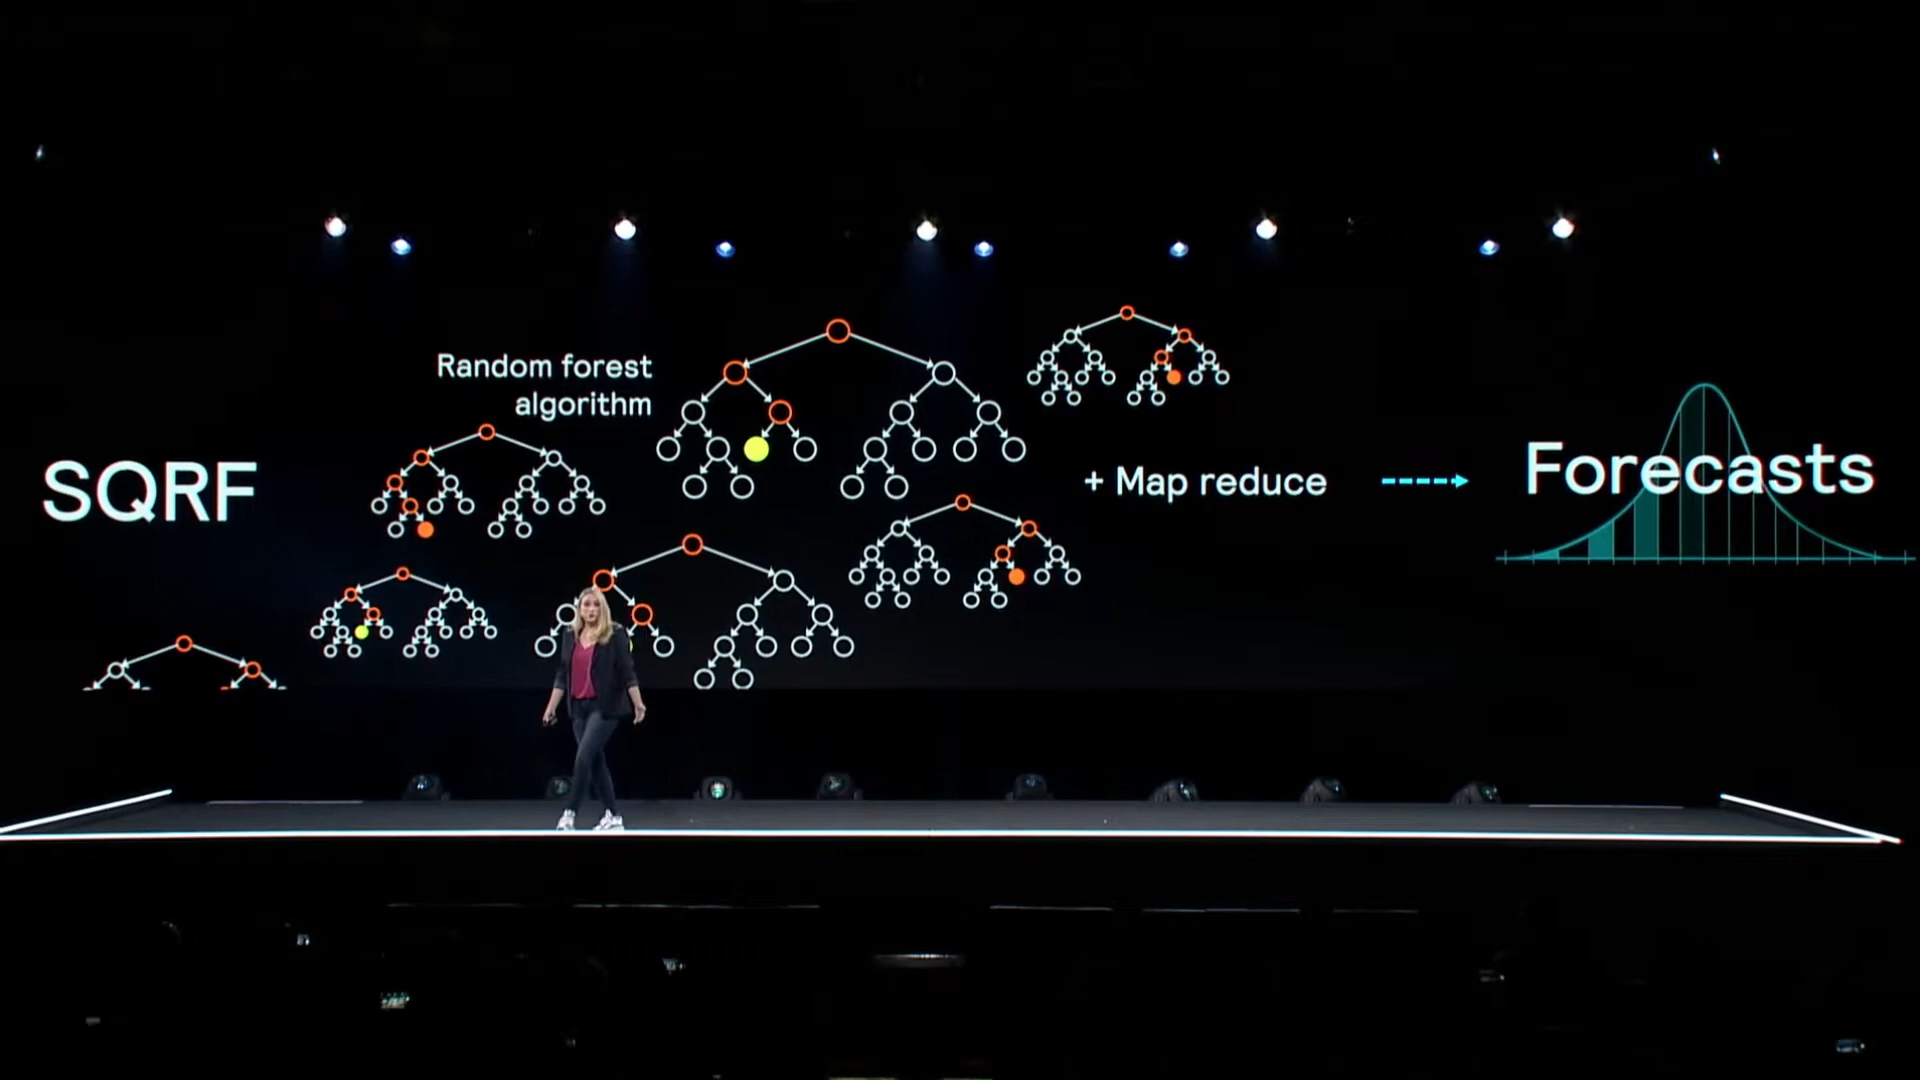 SQRF
Random forest
algorithm
+ Map reduce
Forecasts